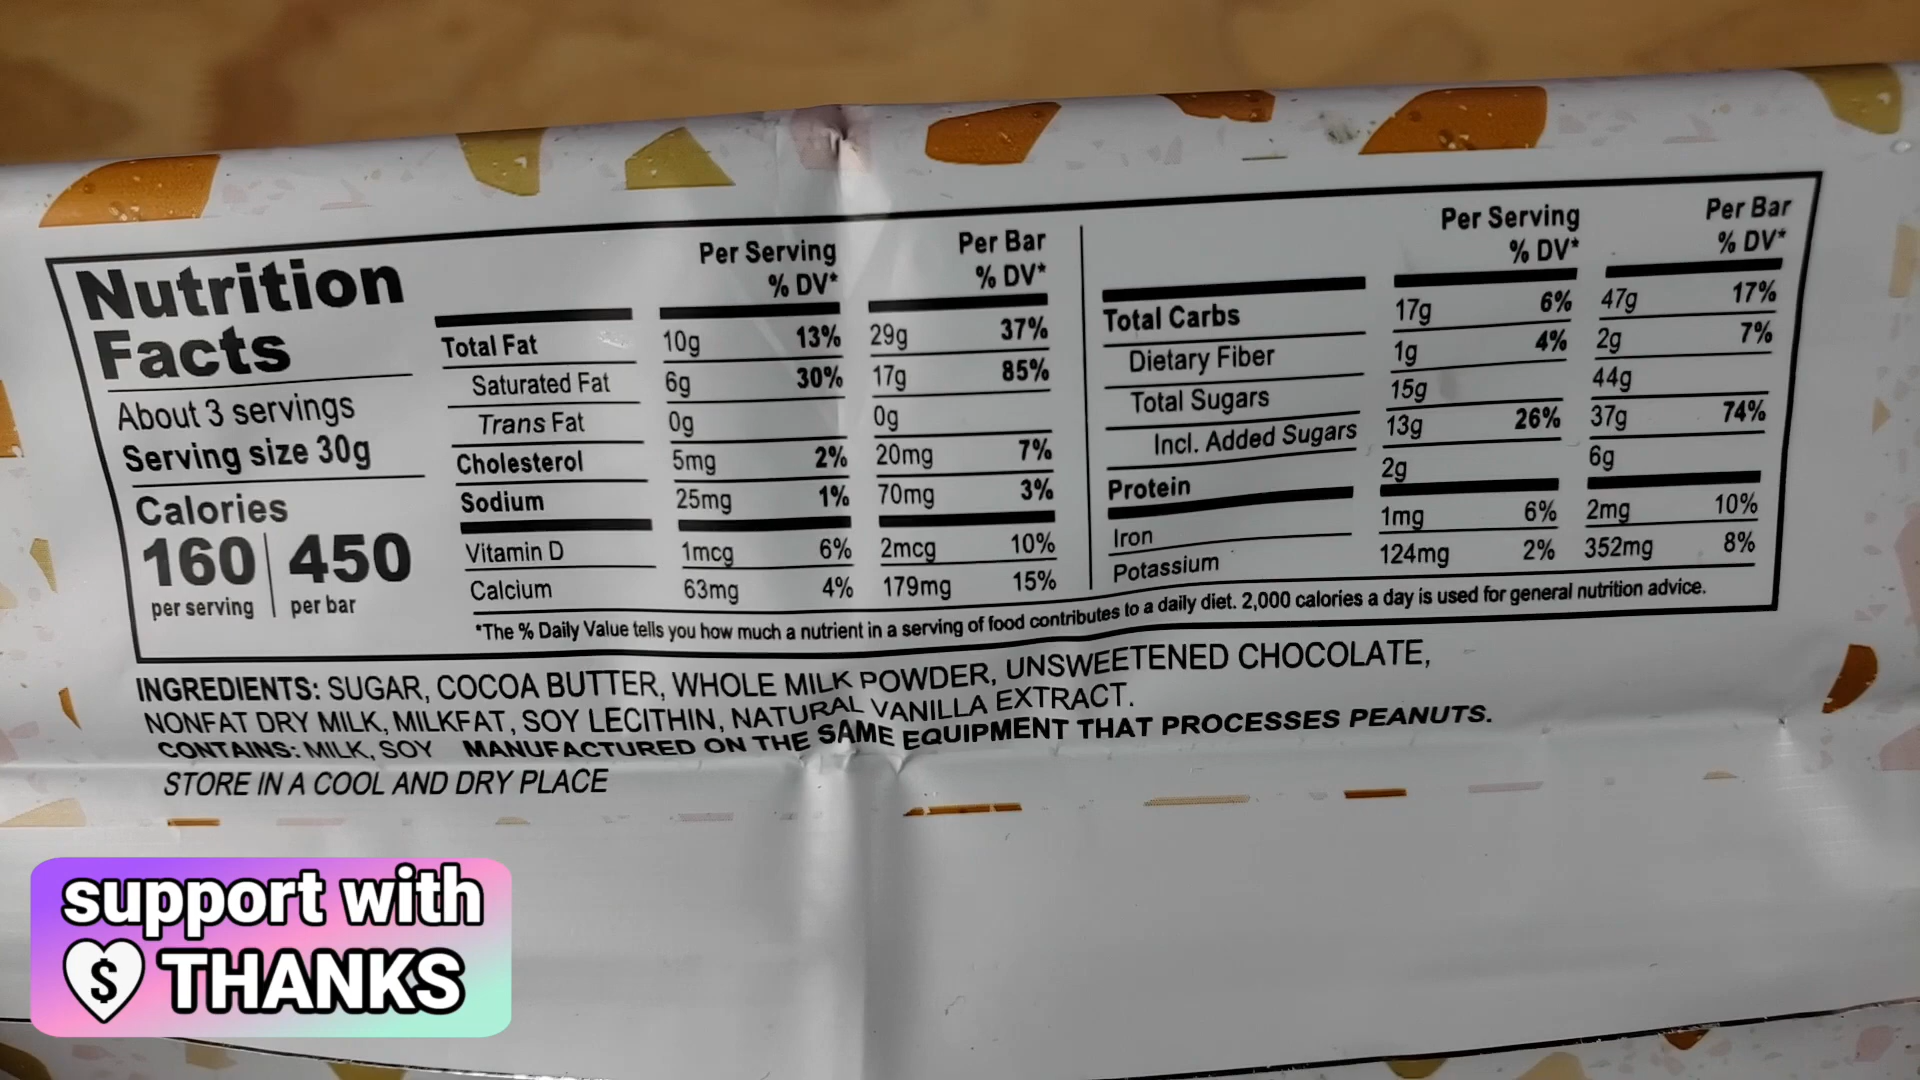 Nutrition
Facts
About 3 servings
Serving size 30g
Calories
160 450
per serving per bar
Per Serving Per Bar
% DV* % DV*
Total Fat 10g 13% 29g 37%
Saturated Fat 6g 30% 17g 85%
Trans Fat 0g 0g
Cholesterol 5mg 2% 20mg 7%
Sodium 25mg 1% 70mg 3%
Vitamin D 1mcg 6% 2mcg 10%
Calcium 63mg 4% 179mg 15%
Per Serving Per Bar
% DV* % DV*
Total Carbs 17g 6% 47g 17%
Dietary Fiber 1g 4% 2g 7%
Total Sugars 15g 44g
Incl. Added Sugars 13g 26% 37g 74%
Protein 2g 6g
Iron 1mg 6% 2mg 10%
Potassium 124mg 2% 352mg 8%
*The % Daily Value tells you how much a nutrient in a serving of food contributes to a daily diet. 2,000 calories a day is used for general nutrition advice.
INGREDIENTS: SUGAR, COCOA BUTTER, WHOLE MILK POWDER, UNSWEETENED CHOCOLATE,
NONFAT DRY MILK, MILKFAT, SOY LECITHIN, NATURAL VANILLA EXTRACT.
CONTAINS: MILK, SOY MANUFACTURED ON THE SAME EQUIPMENT THAT PROCESSES PEANUTS.
STORE IN A COOL AND DRY PLACE
support with
$ THANKS